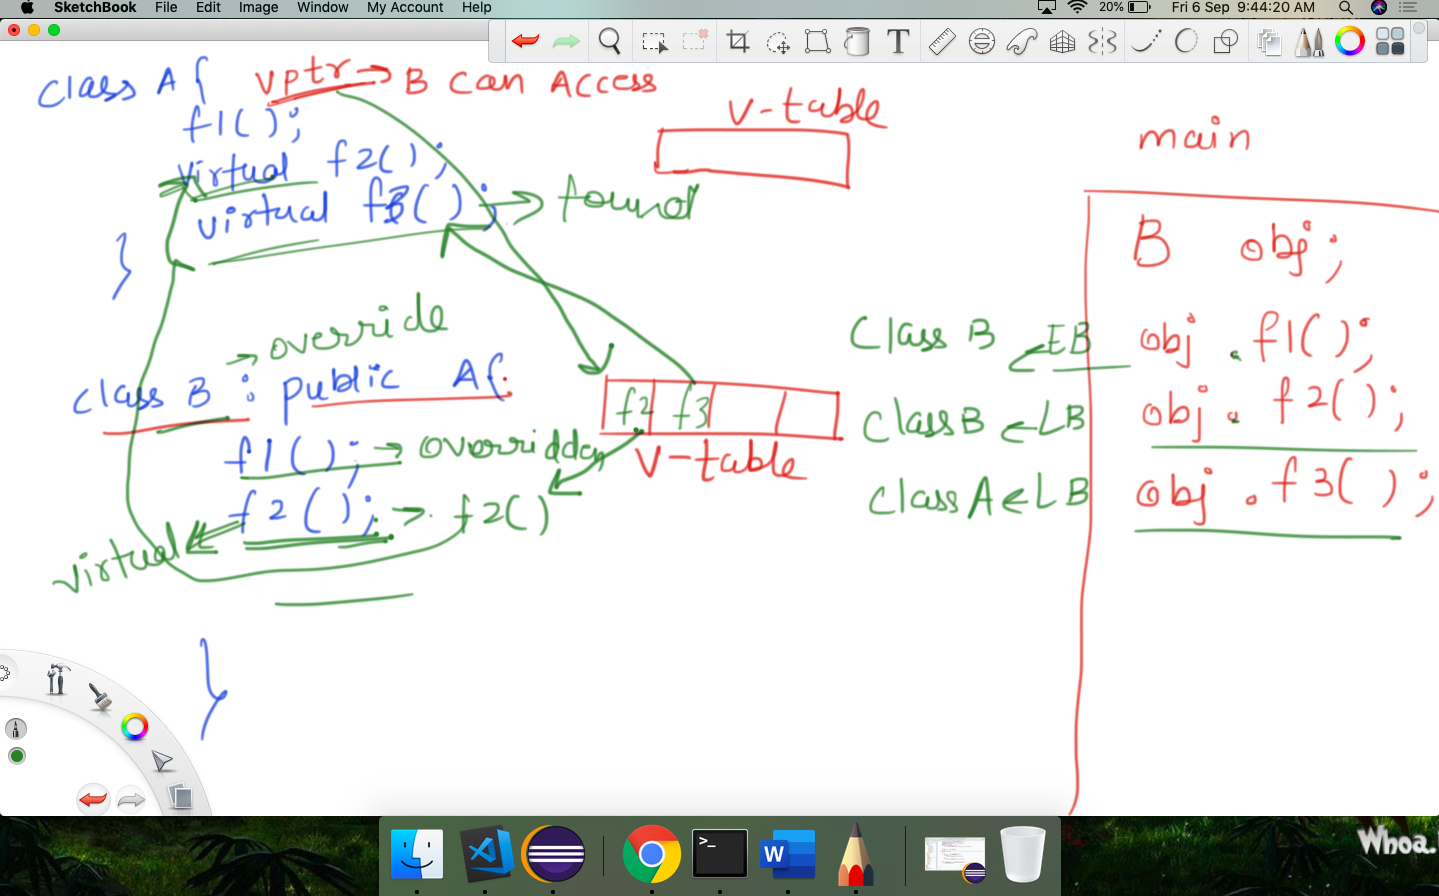 SketchBook File Edit Image Window My Account Help 20% Fri 6 Sep 9:44:20 AM
class A {
vptr → B can Access
f1();
virtual f2();
virtual f3(); → found
}
V-table
→ override
class B : public A{
f1(); → overridden
f2(); → f2()
virtual
}
f2 f3
V-table
main
B obj;
Class B ← EB obj . f1();
Class B ← LB obj . f2();
class A ← LB obj . f3();
T
>_
W
Whoa.